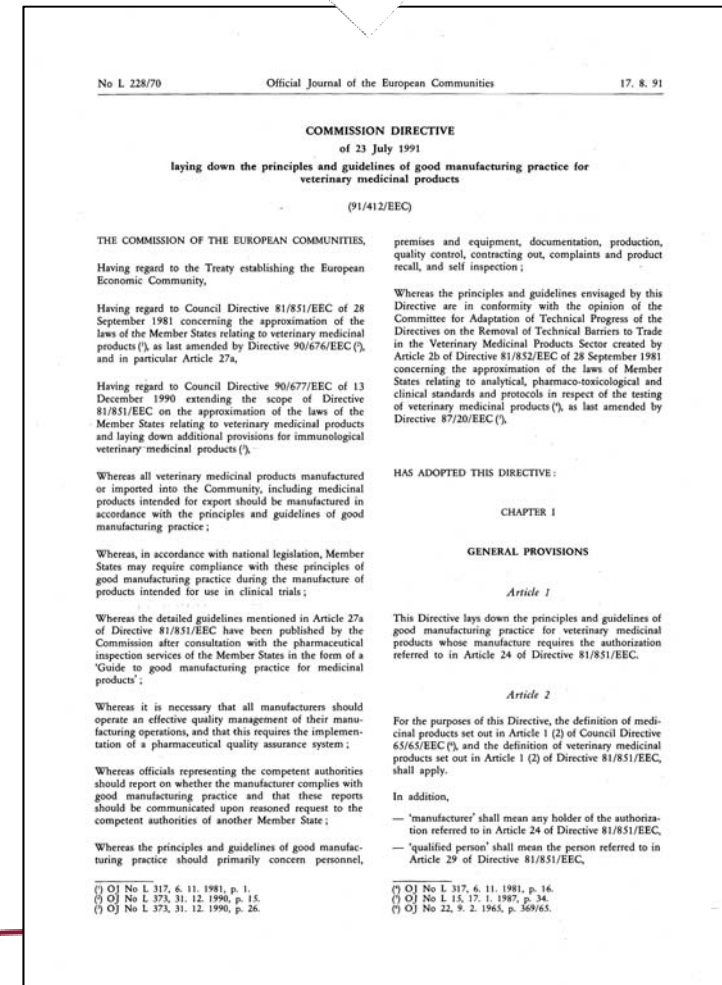 No L 228/70
Official Journal of the European Communities
17. 8. 91
COMMISSION DIRECTIVE
of 23 July 1991
laying down the principles and guidelines of good manufacturing practice for
veterinary medicinal products
(91/412/EEC)
THE COMMISSION OF THE EUROPEAN COMMUNITIES,
Having regard to the Treaty establishing the European
Economic Community,
Having regard to Council Directive 81/851/EEC of 28
September 1981 concerning the approximation of the
laws of the Member States relating to veterinary medicinal
products (¹), as last amended by Directive 90/676/EEC (²),
and in particular Article 27a,
Having regard to Council Directive 90/677/EEC of 13
December 1990 extending the scope of Directive
81/851/EEC on the approximation of the laws of the
Member States relating to veterinary medicinal products
and laying down additional provisions for immunological
veterinary medicinal products (³),
Whereas all veterinary medicinal products manufactured
or imported into the Community, including medicinal
products intended for export should be manufactured in
accordance with the principles and guidelines of good
manufacturing practice ;
Whereas, in accordance with national legislation, Member
States may require compliance with these principles of
good manufacturing practice during the manufacture of
products intended for use in clinical trials ;
Whereas the detailed guidelines mentioned in Article 27a
of Directive 81/851/EEC have been published by the
Commission after consultation with the pharmaceutical
inspection services of the Member States in the form of a
'Guide to good manufacturing practice for medicinal
products' ;
Whereas it is necessary that all manufacturers should
operate an effective quality management of their manu-
facturing operations, and that this requires the implemen-
tation of a pharmaceutical quality assurance system ;
Whereas officials representing the competent authorities
should report on whether the manufacturer complies with
good manufacturing practice and that these reports
should be communicated upon reasoned request to the
competent authorities of another Member State ;
Whereas the principles and guidelines of good manufac-
turing practice should primarily concern personnel,
(¹) OJ No L 317, 6. 11. 1981, p. 1.
(²) OJ No L 373, 31. 12. 1990, p. 15.
(³) OJ No L 373, 31. 12. 1990, p. 26.
premises and equipment, documentation, production,
quality control, contracting out, complaints and product
recall, and self inspection ;
Whereas the principles and guidelines envisaged by this
Directive are in conformity with the opinion of the
Committee for Adaptation of Technical Progress of the
Directives on the Removal of Technical Barriers to Trade
in the Veterinary Medicinal Products Sector created by
Article 2b of Directive 81/852/EEC of 28 September 1981
concerning the approximation of the laws of Member
States relating to analytical, pharmaco-toxicological and
clinical standards and protocols in respect of the testing
of veterinary medicinal products (⁴), as last amended by
Directive 87/20/EEC (⁵),
HAS ADOPTED THIS DIRECTIVE :
CHAPTER I
GENERAL PROVISIONS
Article 1
This Directive lays down the principles and guidelines of
good manufacturing practice for veterinary medicinal
products whose manufacture requires the authorization
referred to in Article 24 of Directive 81/851/EEC.
Article 2
For the purposes of this Directive, the definition of medi-
cinal products set out in Article 1 (2) of Council Directive
65/65/EEC (⁶), and the definition of veterinary medicinal
products set out in Article 1 (2) of Directive 81/851/EEC,
shall apply.
In addition,
— 'manufacturer' shall mean any holder of the authoriza-
tion referred to in Article 24 of Directive 81/851/EEC,
— 'qualified person' shall mean the person referred to in
Article 29 of Directive 81/851/EEC,
(⁴) OJ No L 317, 6. 11. 1981, p. 16.
(⁵) OJ No L 15, 17. 1. 1987, p. 34.
(⁶) OJ No 22, 9. 2. 1965, p. 369/65.